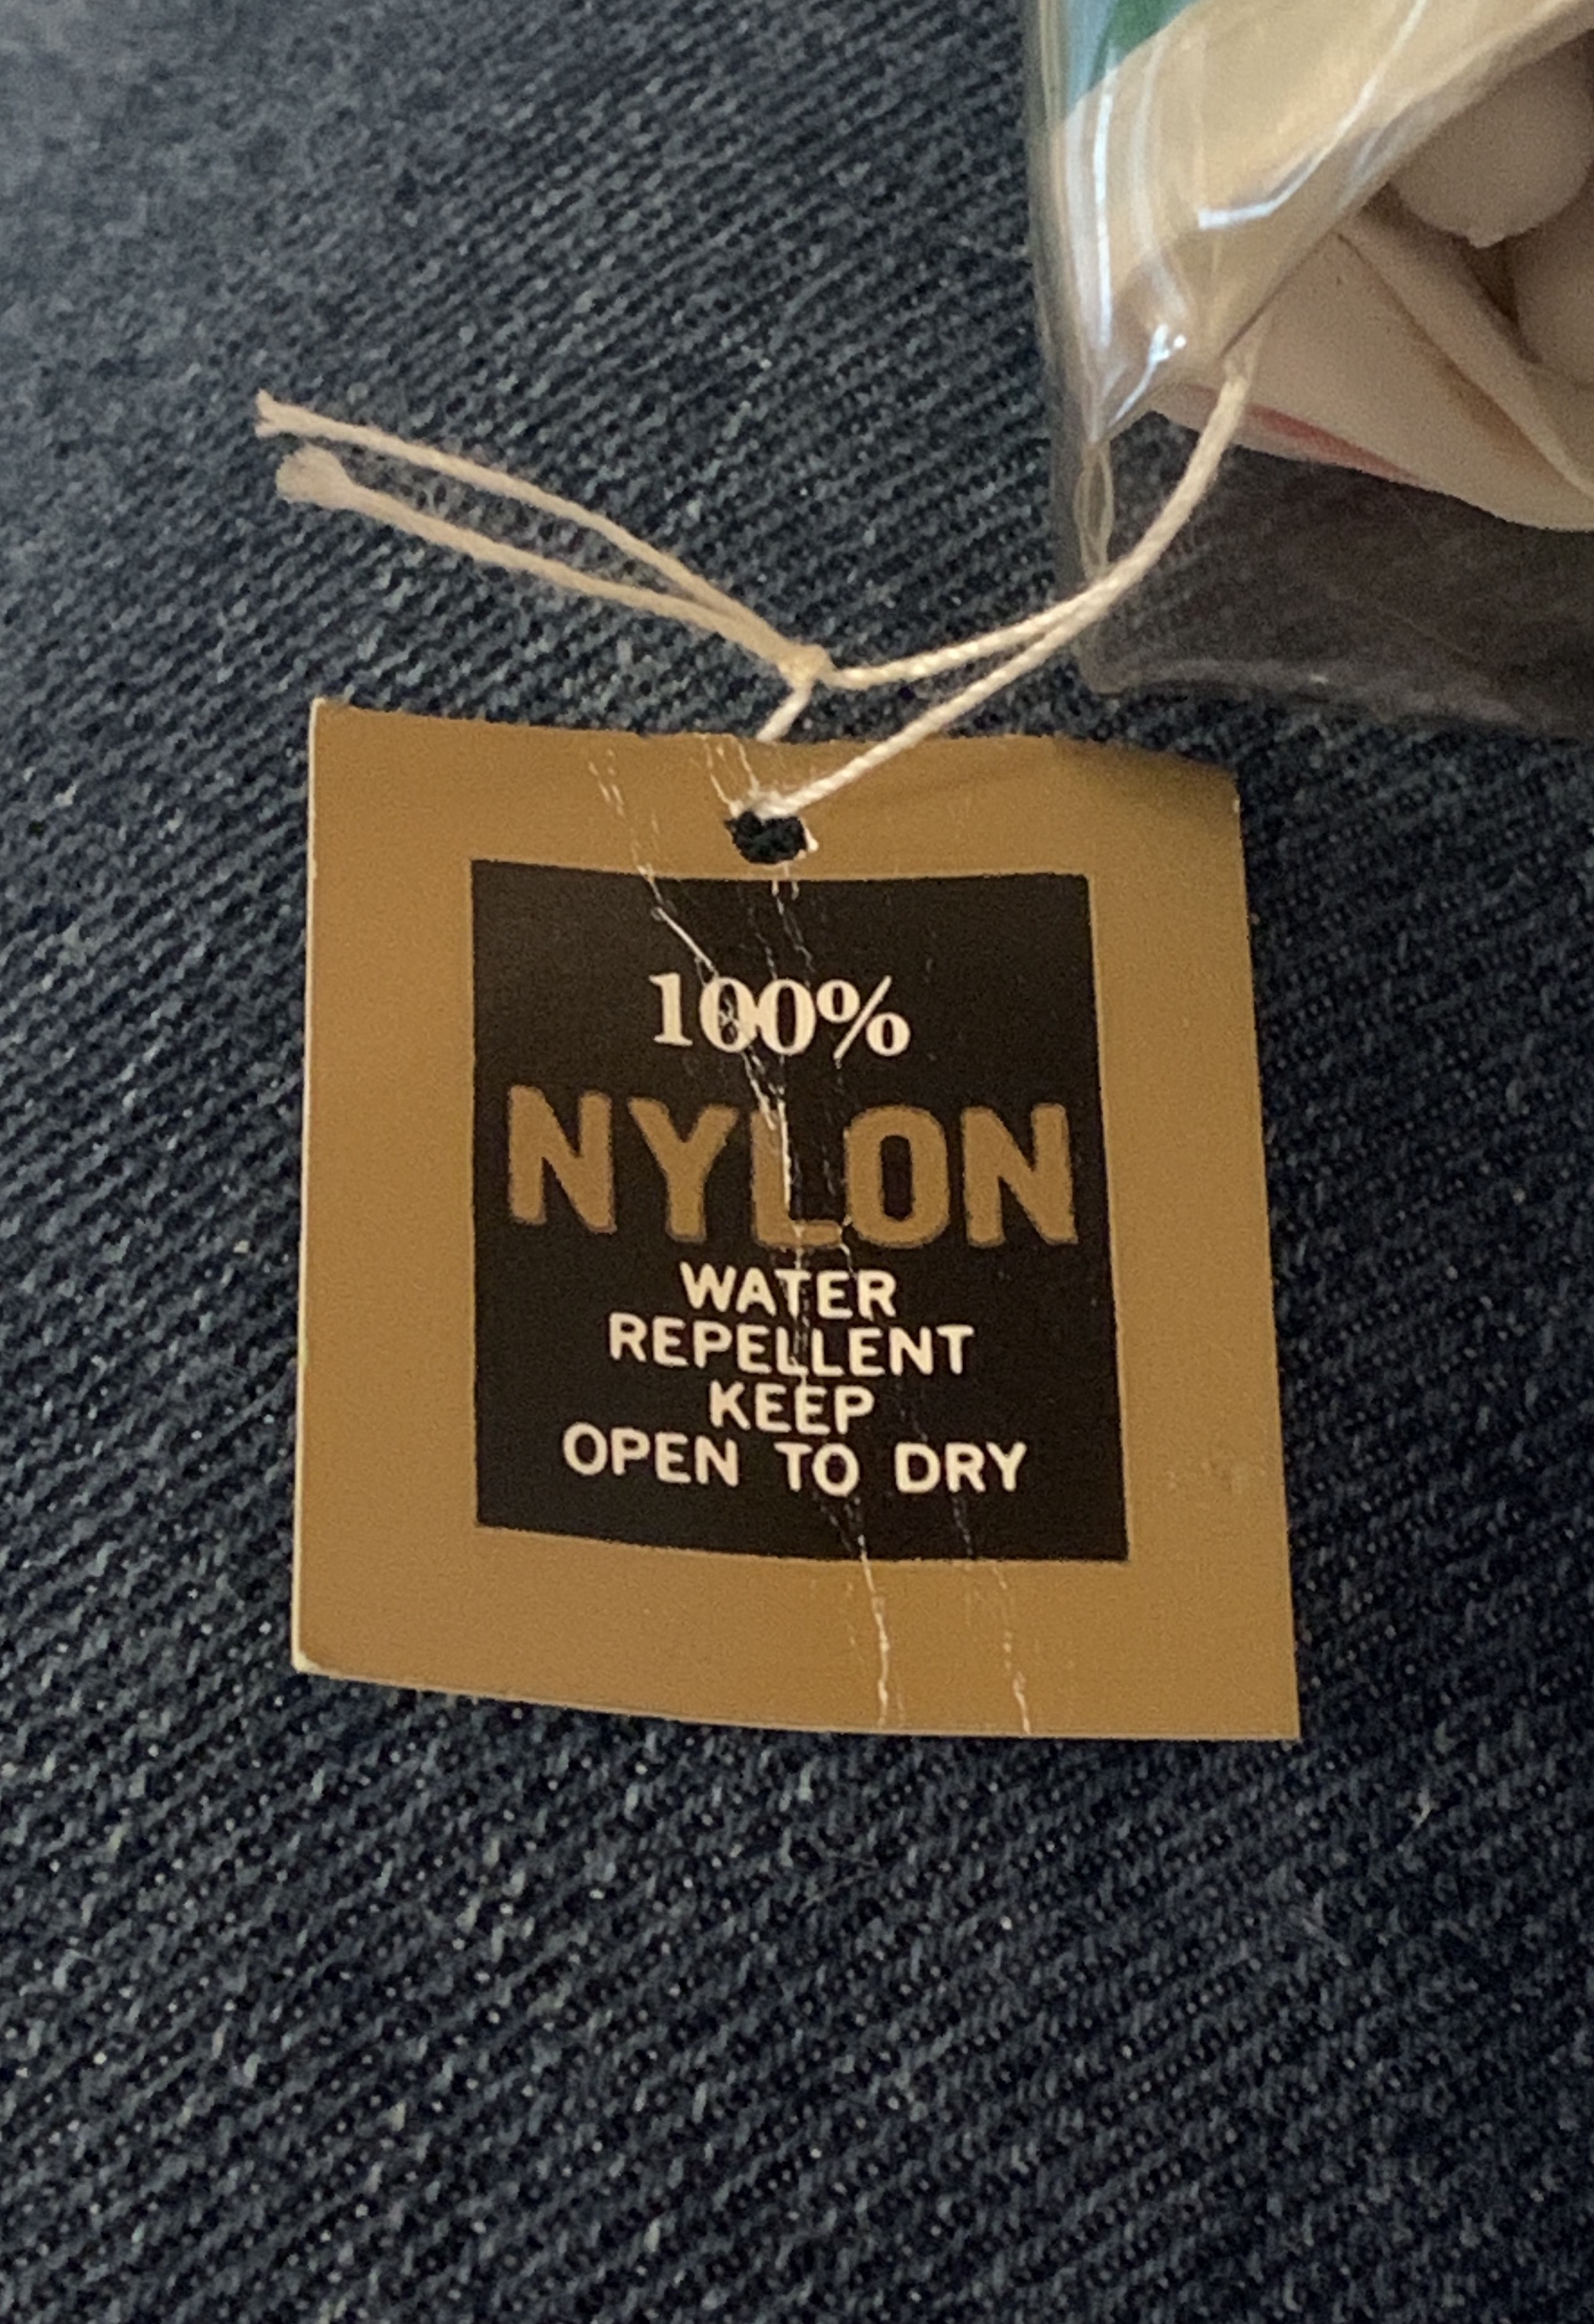 100%
NYLON
WATER
REPELLENT
KEEP
OPEN TO DRY